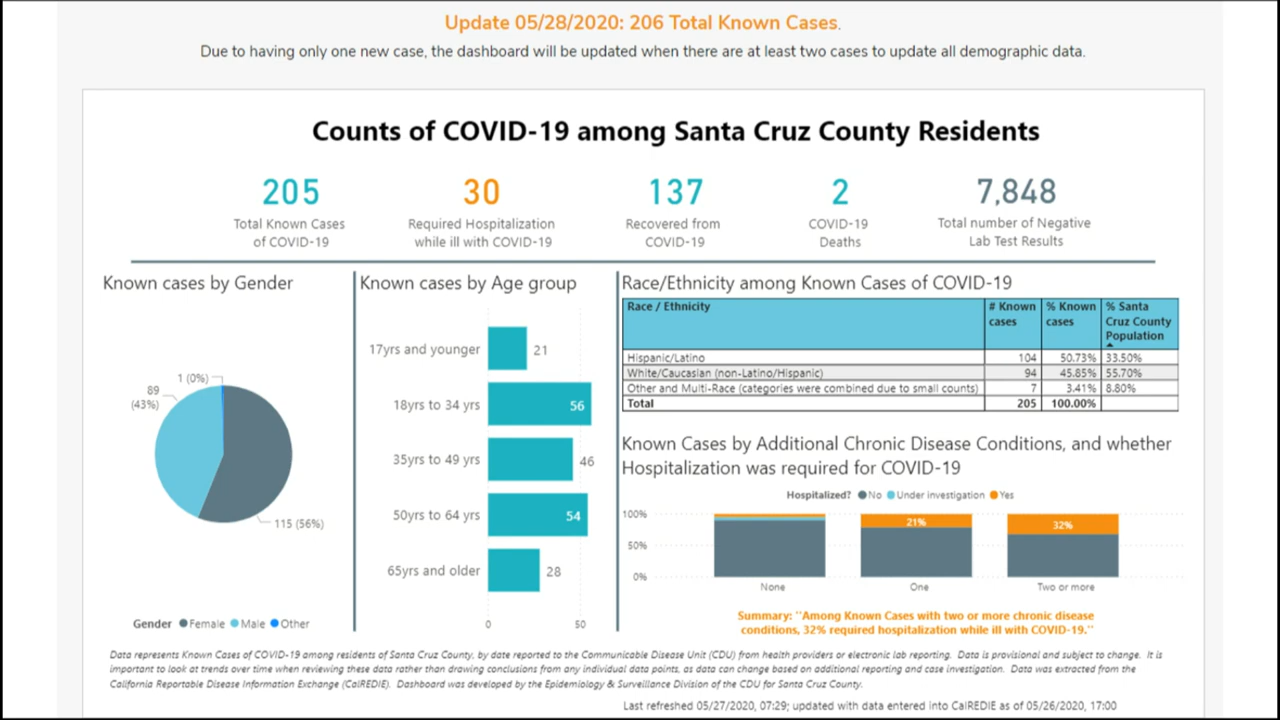 Update 05/28/2020: 206 Total Known Cases.
Due to having only one new case, the dashboard will be updated when there are at least two cases to update all demographic data.
Counts of COVID-19 among Santa Cruz County Residents
205
Total Known Cases
of COVID-19
30
Required Hospitalization
while ill with COVID-19
137
Recovered from
COVID-19
2
COVID-19
Deaths
7,848
Total number of Negative
Lab Test Results
Known cases by Gender
1 (0%)
89
(43%)
115 (56%)
Gender Female Male Other
Known cases by Age group
17yrs and younger 21
18yrs to 34 yrs 56
35yrs to 49 yrs 46
50yrs to 64 yrs 54
65yrs and older 28
0 50
Race/Ethnicity among Known Cases of COVID-19
Race / Ethnicity # Known cases % Known cases % Santa Cruz County Population
Hispanic/Latino 104 50.73% 33.50%
White/Caucasian (non-Latino/Hispanic) 94 45.85% 55.70%
Other and Multi-Race (categories were combined due to small counts) 7 3.41% 8.80%
Total 205 100.00%
Known Cases by Additional Chronic Disease Conditions, and whether
Hospitalization was required for COVID-19
Hospitalized? No Under investigation Yes
100%
50%
0%
21%
32%
None One Two or more
Summary: "Among Known Cases with two or more chronic disease
conditions, 32% required hospitalization while ill with COVID-19."
Data represents Known Cases of COVID-19 among residents of Santa Cruz County, by date reported to the Communicable Disease Unit (CDU) from health providers or electronic lab reporting. Data is provisional and subject to change. It is
important to look at trends over time when reviewing these data rather than drawing conclusions from any individual data points, as data can change based on additional reporting and case investigation. Data was extracted from the
California Reportable Disease Information Exchange (CalREDIE). Dashboard was developed by the Epidemiology & Surveillance Division of the CDU for Santa Cruz County.
Last refreshed 05/27/2020, 07:29; updated with data entered into CalREDIE as of 05/26/2020, 17:00